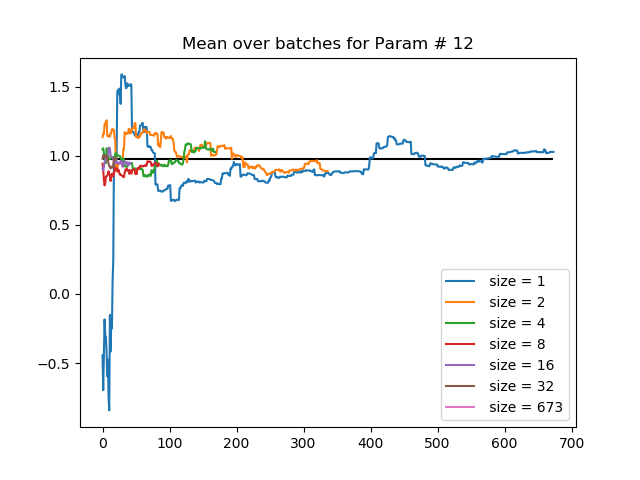 Mean over batches for Param # 12
1.5
1.0
0.5
0.0
−0.5
0
100
200
300
400
500
600
700
size = 1
size = 2
size = 4
size = 8
size = 16
size = 32
size = 673